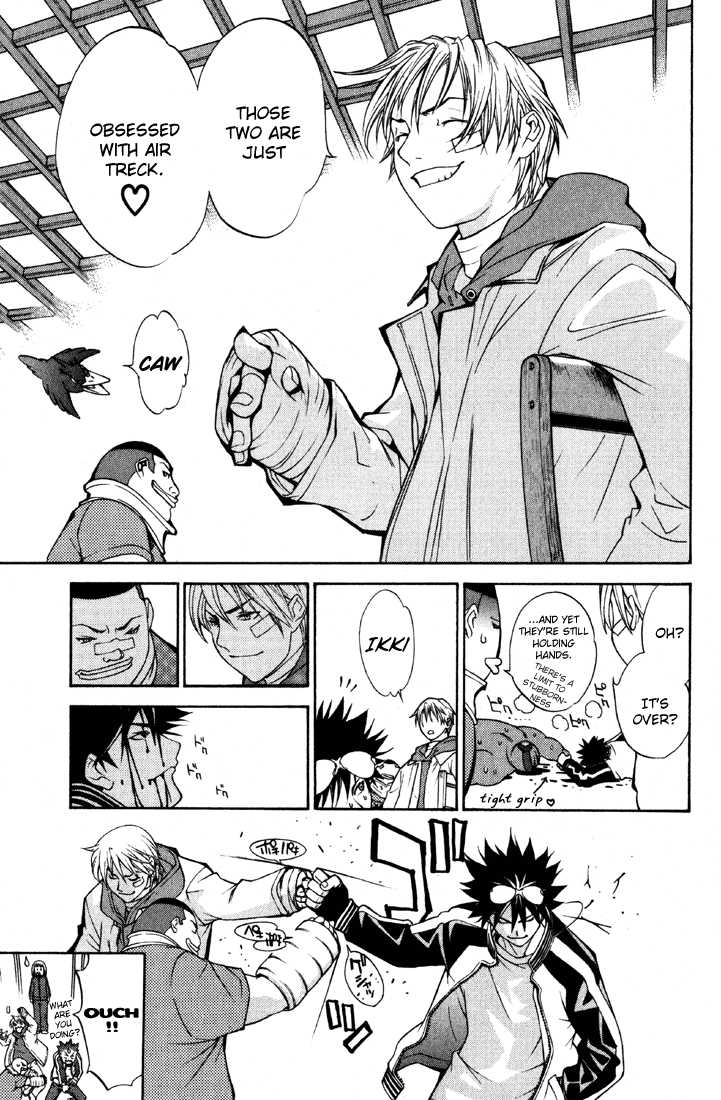 THOSE
TWO ARE
JUST
OBSESSED
WITH AIR
TRECK.
♡
CAW
OH?
IT'S
OVER?
...AND YET
THEY'RE STILL
HOLDING
HANDS.
THERE'S A
LIMIT TO
STUBBORN-
NESS
tight grip ♡
IKKI
OUCH
!!
WHAT
ARE
YOU
DOING?